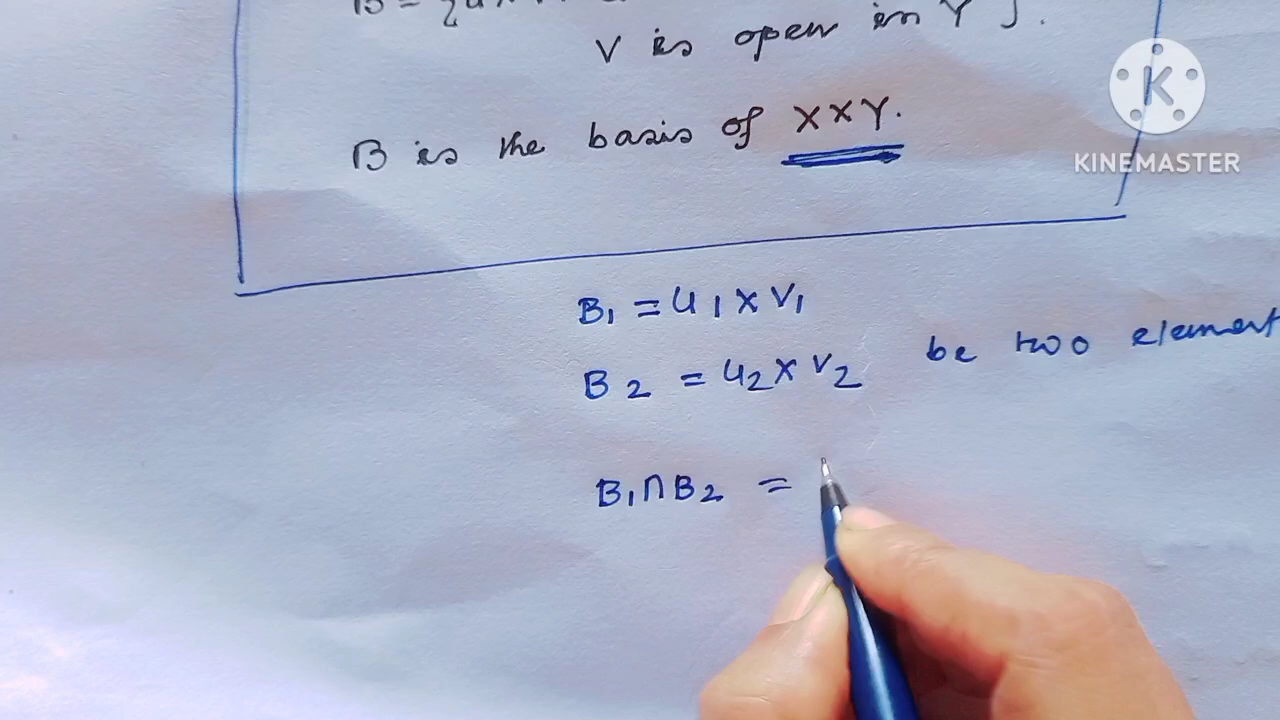 V is open in Y }.
B is the basis of X × Y.
K
KINEMASTER
B₁ = U₁ × V₁
B₂ = U₂ × V₂ be two element
B₁ ∩ B₂ =